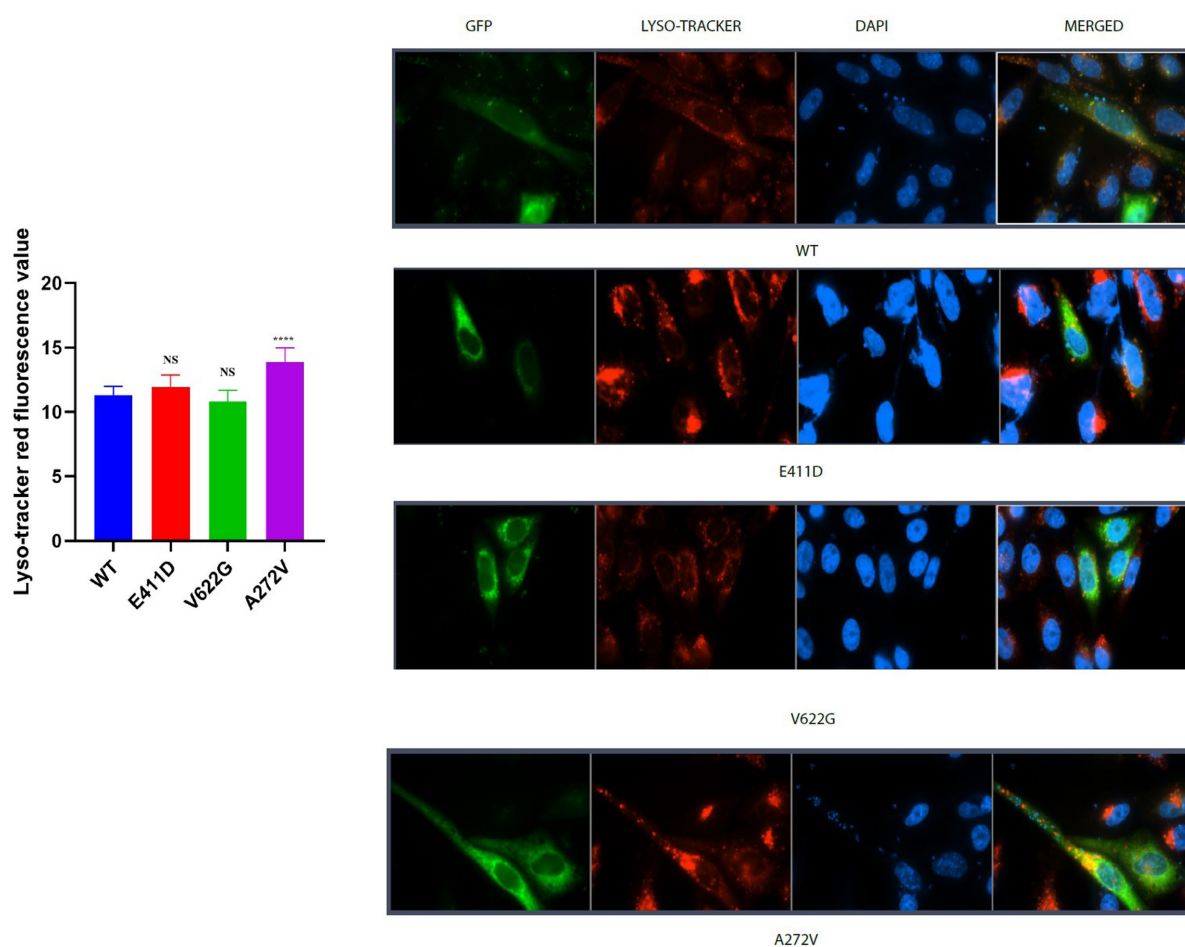 GFP LYSO-TRACKER DAPI MERGED
WT
E411D
V622G
A272V
Lyso-tracker red fluorescence value
20
15
10
5
0
NS
NS
****
WT
E411D
V622G
A272V